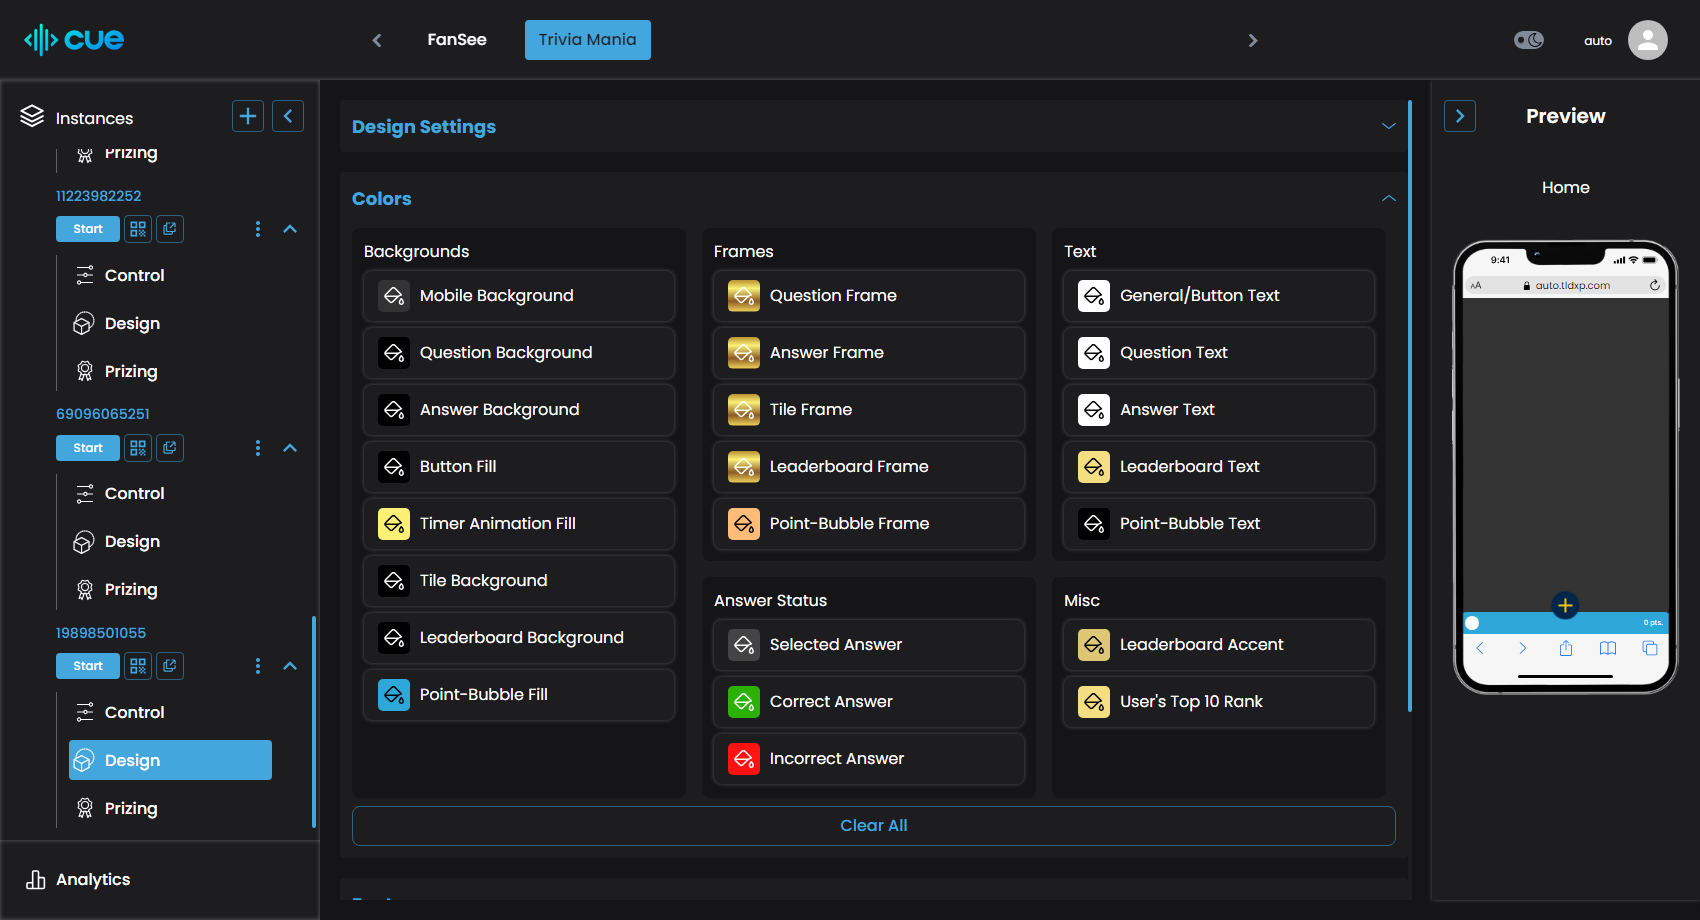 cue
FanSee
Trivia Mania
auto
Instances
Prizing
11223982252
Start
Control
Design
Prizing
69096065251
Start
Control
Design
Prizing
19898501055
Start
Control
Design
Prizing
Analytics
Design Settings
Colors
Backgrounds
Mobile Background
Question Background
Answer Background
Button Fill
Timer Animation Fill
Tile Background
Leaderboard Background
Point-Bubble Fill
Frames
Question Frame
Answer Frame
Tile Frame
Leaderboard Frame
Point-Bubble Frame
Answer Status
Selected Answer
Correct Answer
Incorrect Answer
Text
General/Button Text
Question Text
Answer Text
Leaderboard Text
Point-Bubble Text
Misc
Leaderboard Accent
User's Top 10 Rank
Clear All
Preview
Home
9:41
AA
auto.tldxp.com
0 pts.